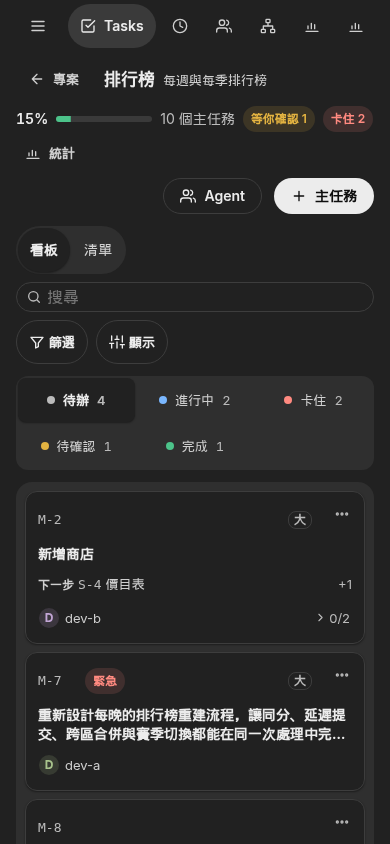 Tasks
專案 排行榜 每週與每季排行榜
15% 10 個主任務 等你確認 1 卡住 2
統計
Agent 主任務
看板 清單
搜尋
篩選 顯示
待辦 4 進行中 2 卡住 2
待確認 1 完成 1
M-2 大
新增商店
下一步 S-4 價目表 +1
D dev-b 0/2
M-7 緊急 大
重新設計每晚的排行榜重建流程，讓同分、延遲提
交、跨區合併與賽季切換都能在同一次處理中完…
D dev-a
M-8